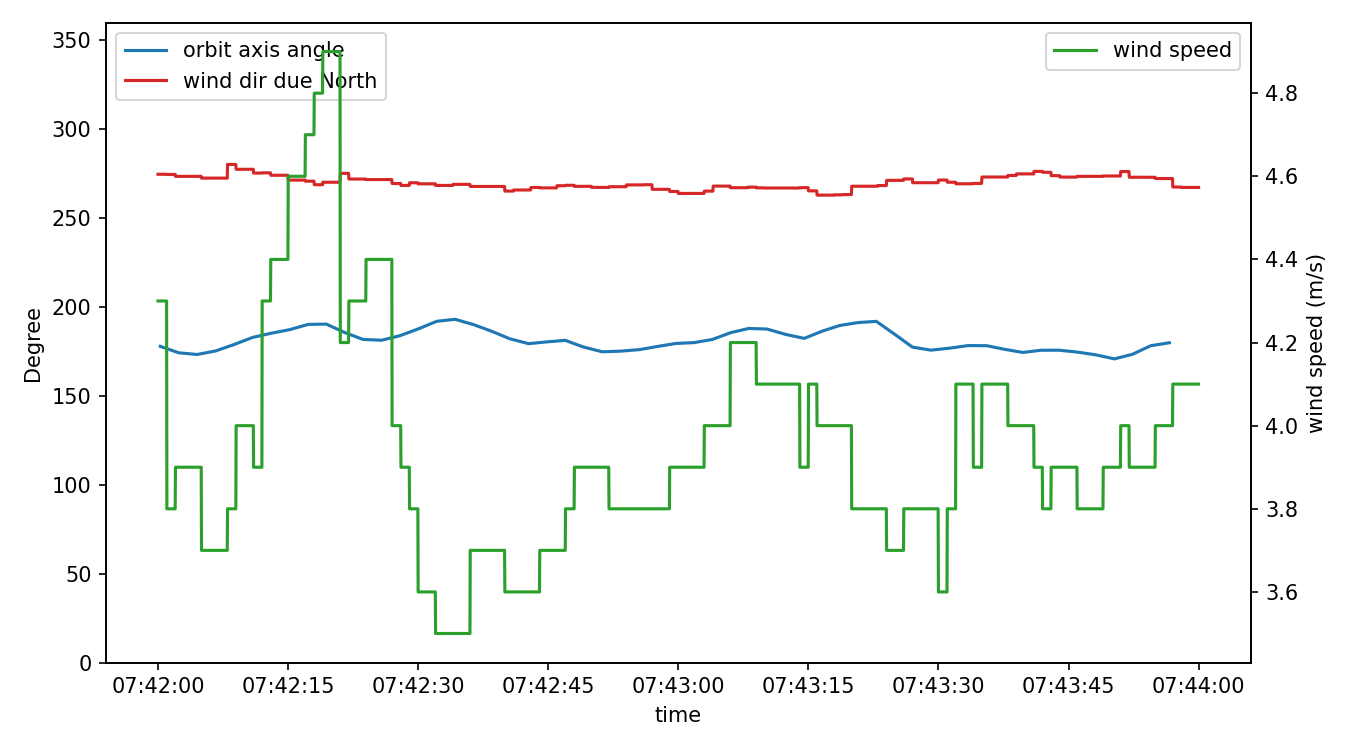 orbit axis angle
wind dir due North
wind speed
350
300
250
200
150
100
50
0
Degree
4.8
4.6
4.4
4.2
4.0
3.8
3.6
wind speed (m/s)
07:42:00 07:42:15 07:42:30 07:42:45 07:43:00 07:43:15 07:43:30 07:43:45 07:44:00
time